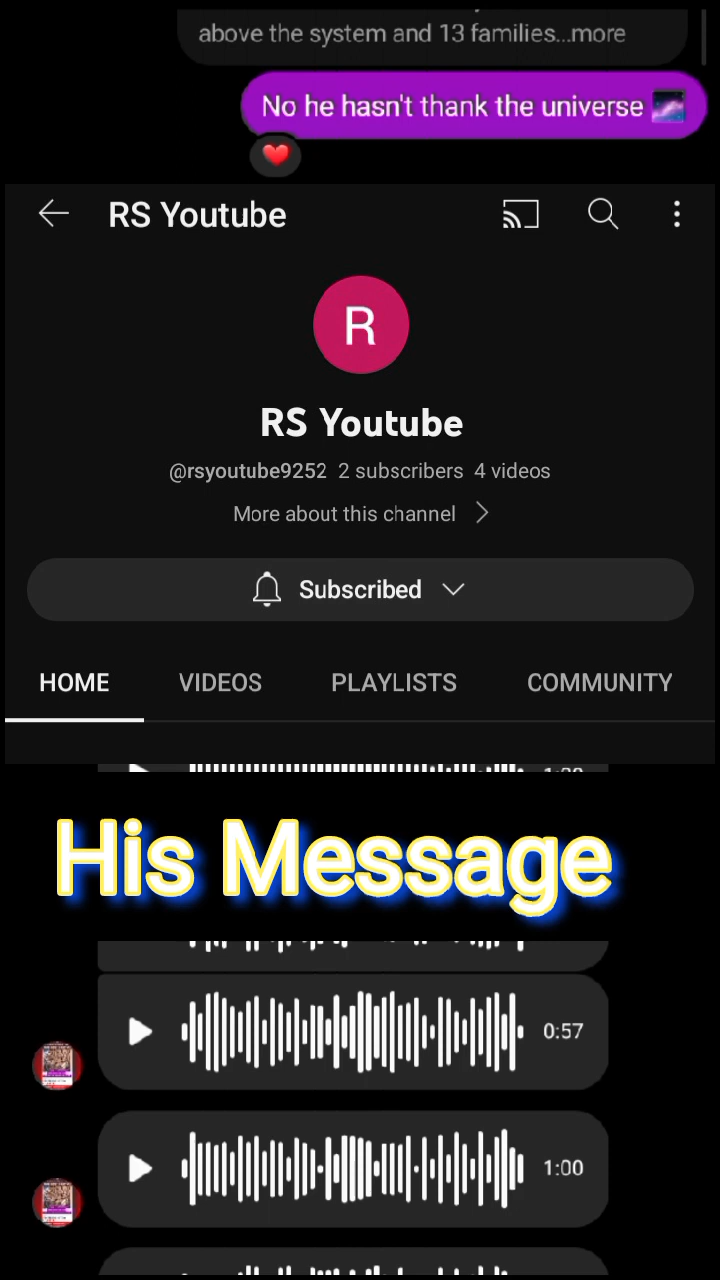 above the system and 13 families...more
No he hasn't thank the universe
RS Youtube
R
RS Youtube
@rsyoutube9252 2 subscribers 4 videos
More about this channel
Subscribed
HOME VIDEOS PLAYLISTS COMMUNITY
His Message
0:57
1:00